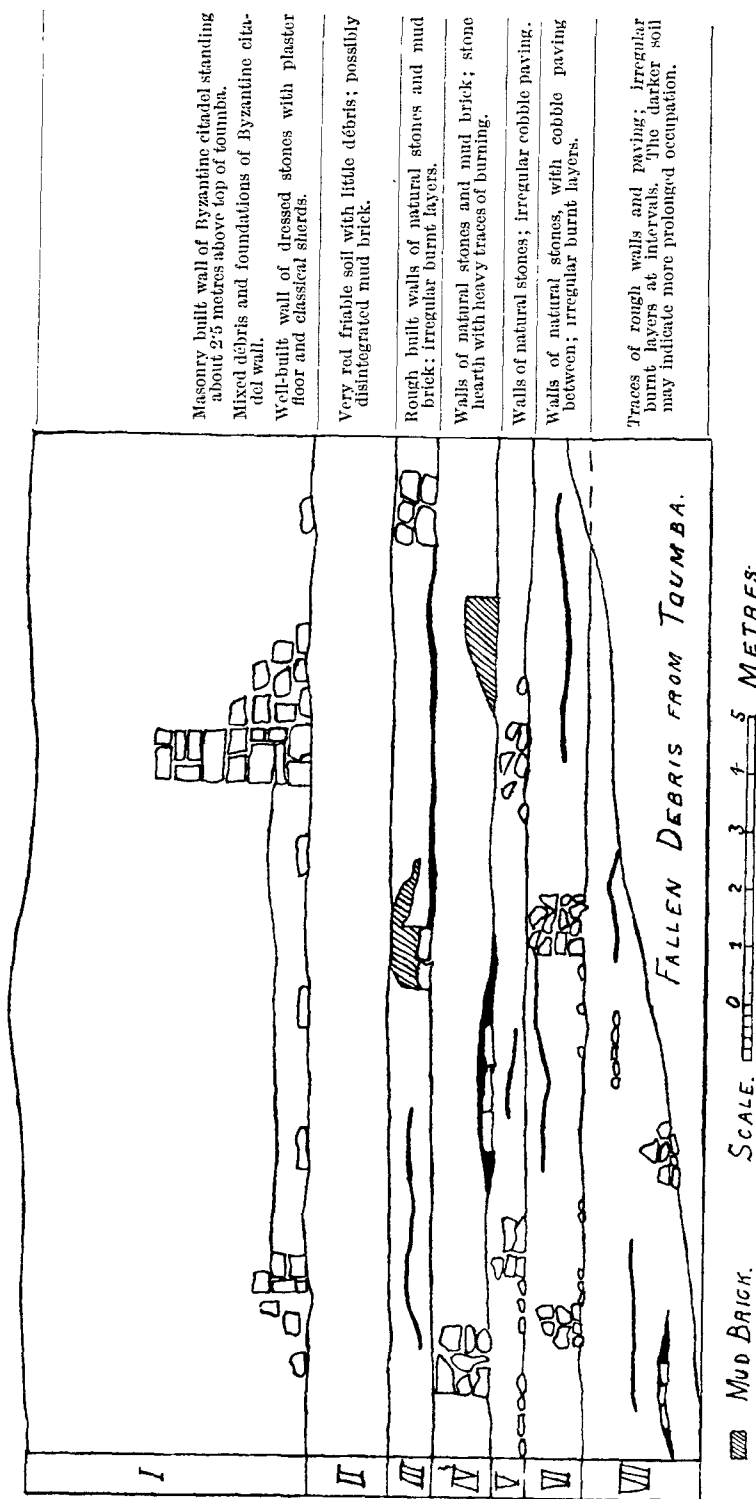 Masonry built wall of Byzantine citadel standing
about 2·5 metres above top of toumba.
Mixed débris and foundations of Byzantine cita-
del wall.
Well-built wall of dressed stones with plaster
floor and classical sherds.
Very red friable soil with little débris; possibly
disintegrated mud brick.
Rough built walls of natural stones and mud
brick; irregular burnt layers.
Walls of natural stones and mud brick; stone
hearth with heavy traces of burning.
Walls of natural stones; irregular cobble paving.
Walls of natural stones, with cobble paving
between; irregular burnt layers.
Traces of rough walls and paving; irregular
burnt layers at intervals. The darker soil
may indicate more prolonged occupation.
I
II
III
IV
V
VI
VII
FALLEN DEBRIS FROM TOUMBA.
MUD BRICK. SCALE. 0 1 2 3 4 5 METRES.